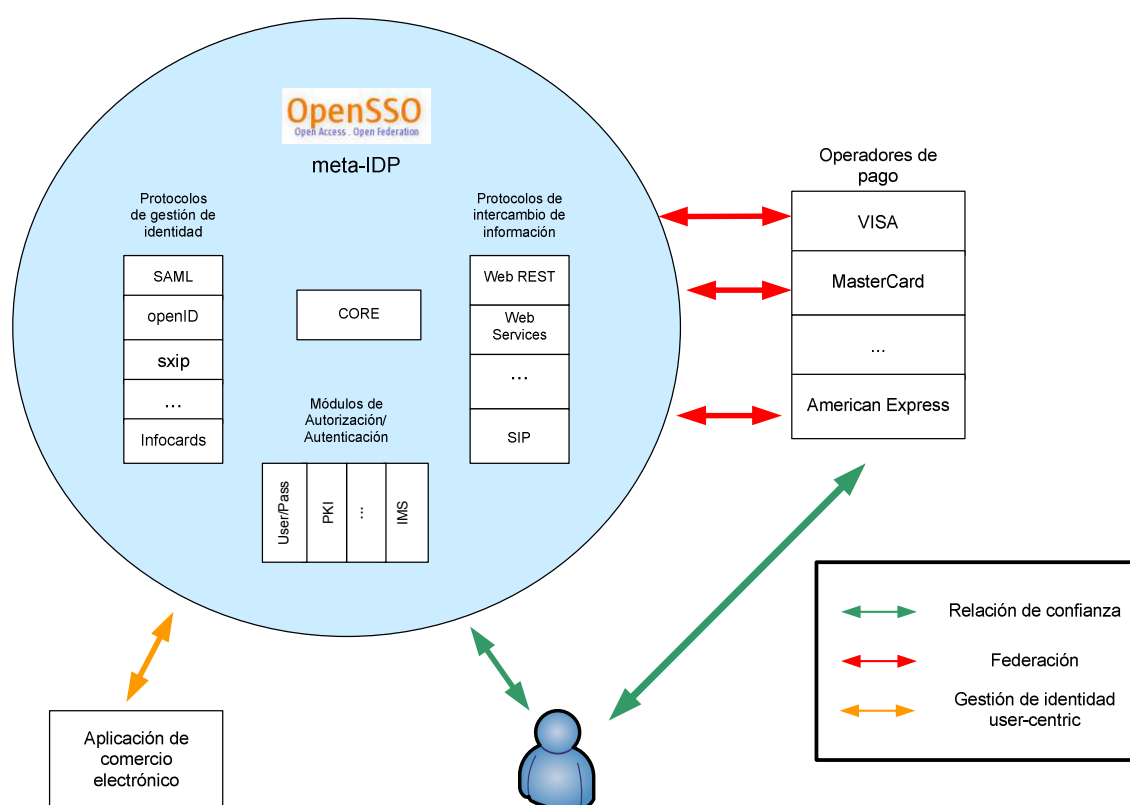 OpenSSO
Open Access . Open Federation
meta-IDP
Protocolos
de gestión de
identidad
SAML
openID
sxip
...
Infocards
CORE
Módulos de
Autorización/
Autenticación
User/Pass
PKI
...
IMS
Protocolos de
intercambio de
información
Web REST
Web
Services
...
SIP
Operadores de
pago
VISA
MasterCard
...
American Express
Relación de confianza
Federación
Gestión de identidad
user-centric
Aplicación de
comercio
electrónico